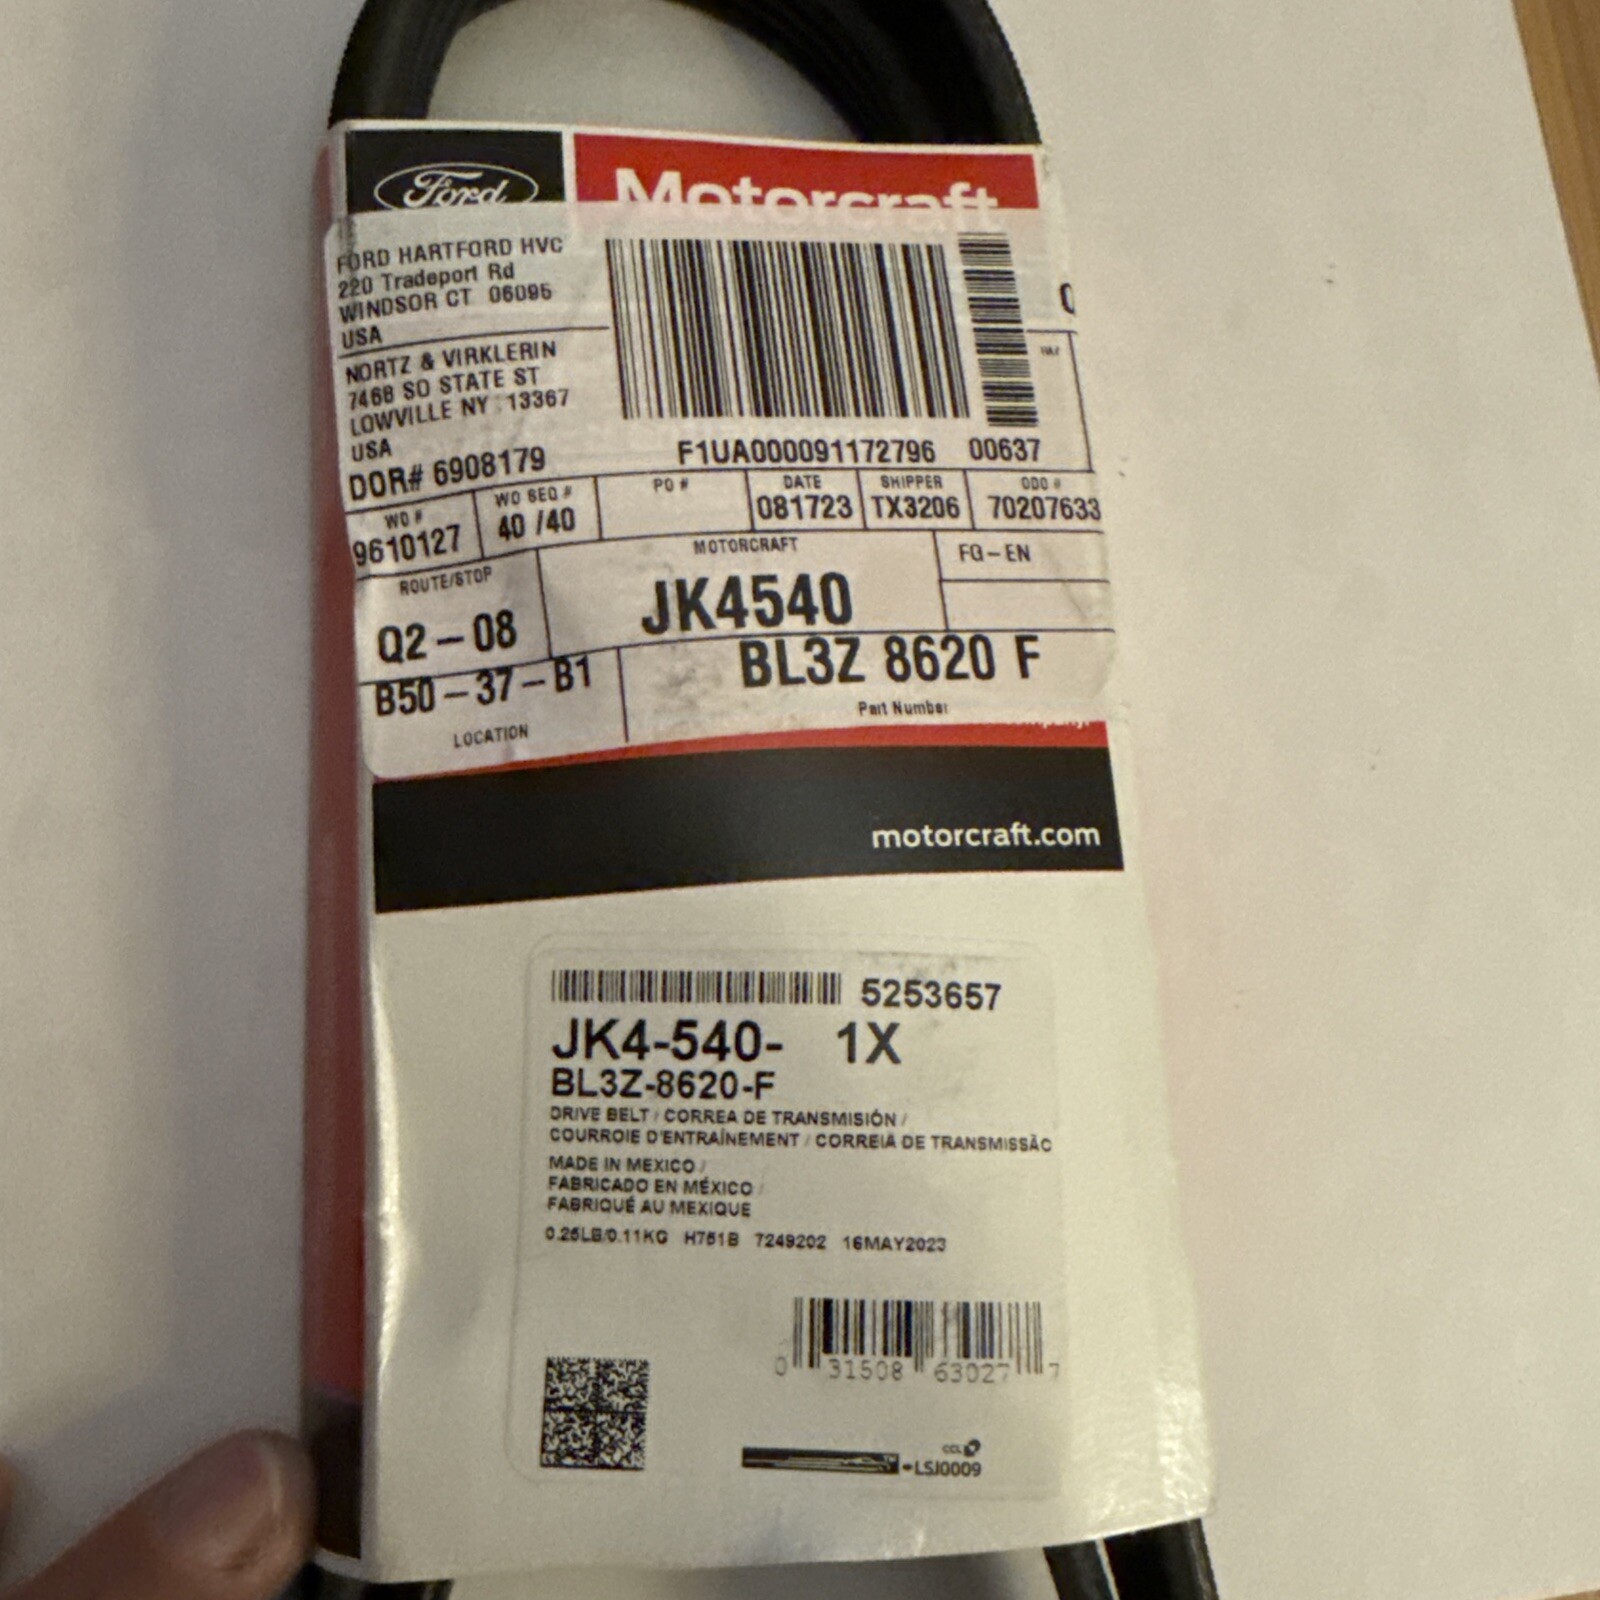 Ford
Motorcraft
FORD HARTFORD HVC
220 Tradeport Rd
WINDSOR CT 06095
USA
NORTZ & VIRKLERIN
7468 SO STATE ST
LOWVILLE NY 13367
USA
DOR# 6908179
F1UA000091172796 00637
WO #
9610127
WO SEQ #
40 /40
PO #
DATE
081723
SHIPPER
TX3206
ODO #
70207633
ROUTE/STOP
Q2-08
MOTORCRAFT
JK4540
FG-EN
B50-37-B1
LOCATION
BL3Z 8620 F
Part Number
motorcraft.com
5253657
JK4-540- 1X
BL3Z-8620-F
DRIVE BELT / CORREA DE TRANSMISIÓN /
COURROIE D'ENTRAÎNEMENT / CORREIA DE TRANSMISSÃO
MADE IN MEXICO /
FABRICADO EN MÉXICO /
FABRIQUÉ AU MEXIQUE
0.25LB/0.11KG H751B 7249202 16MAY2023
0 31508 63027 7
CCL
LSJ0009